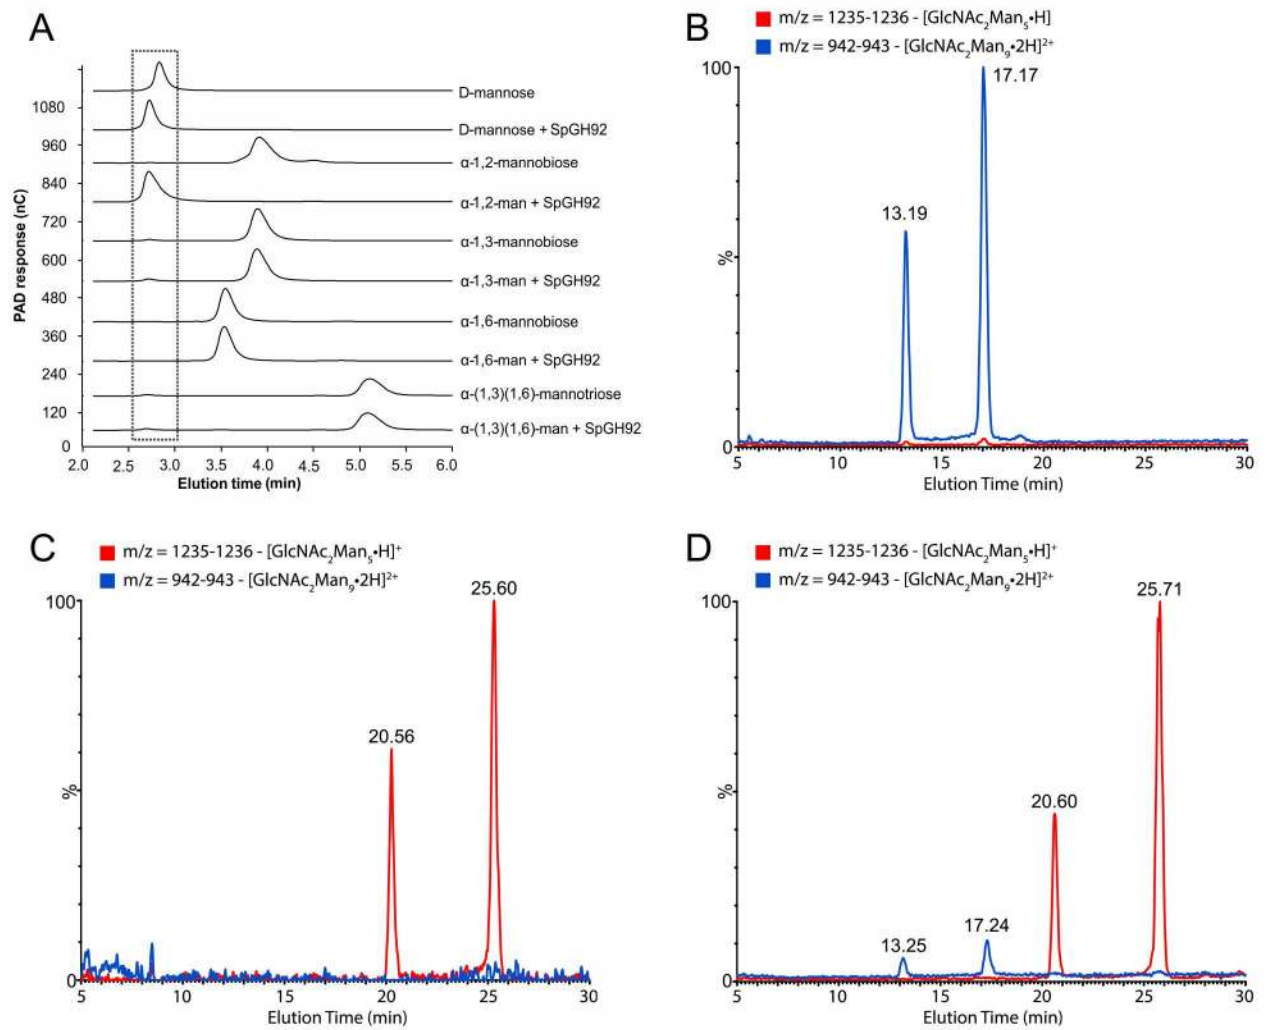 A
1080
960
840
720
600
480
360
240
120
0
PAD response (nC)
D-mannose
D-mannose + SpGH92
α-1,2-mannobiose
α-1,2-man + SpGH92
α-1,3-mannobiose
α-1,3-man + SpGH92
α-1,6-mannobiose
α-1,6-man + SpGH92
α-(1,3)(1,6)-mannotriose
α-(1,3)(1,6)-man + SpGH92
2.0 2.5 3.0 3.5 4.0 4.5 5.0 5.5 6.0
Elution time (min)
B
m/z = 1235-1236 - [GlcNAc₂Man₅•H]
m/z = 942-943 - [GlcNAc₂Man₉•2H]²⁺
100
%
0
13.19
17.17
5 10 15 20 25 30
Elution Time (min)
C
m/z = 1235-1236 - [GlcNAc₂Man₅•H]⁺
m/z = 942-943 - [GlcNAc₂Man₉•2H]²⁺
100
%
0
20.56
25.60
5 10 15 20 25 30
Elution Time (min)
D
m/z = 1235-1236 - [GlcNAc₂Man₅•H]⁺
m/z = 942-943 - [GlcNAc₂Man₉•2H]²⁺
100
%
0
13.25
17.24
20.60
25.71
5 10 15 20 25 30
Elution Time (min)